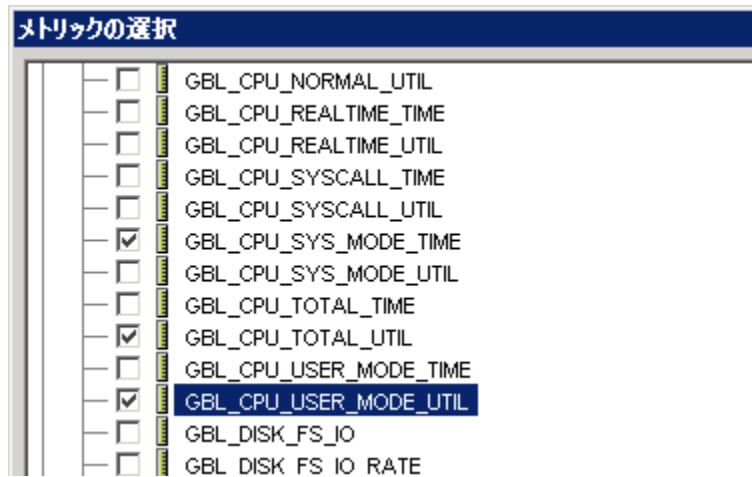 メトリックの選択
GBL_CPU_NORMAL_UTIL
GBL_CPU_REALTIME_TIME
GBL_CPU_REALTIME_UTIL
GBL_CPU_SYSCALL_TIME
GBL_CPU_SYSCALL_UTIL
GBL_CPU_SYS_MODE_TIME
GBL_CPU_SYS_MODE_UTIL
GBL_CPU_TOTAL_TIME
GBL_CPU_TOTAL_UTIL
GBL_CPU_USER_MODE_TIME
GBL_CPU_USER_MODE_UTIL
GBL_DISK_FS_IO
GBL_DISK_FS_IO_RATE